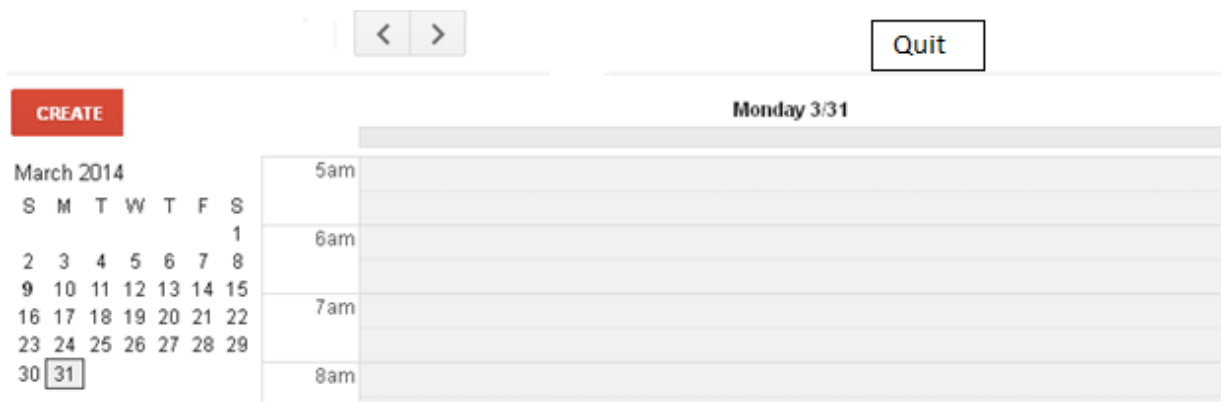 < >
Quit
CREATE
Monday 3/31
March 2014
S M T W T F S
1
2 3 4 5 6 7 8
9 10 11 12 13 14 15
16 17 18 19 20 21 22
23 24 25 26 27 28 29
30 31
5am
6am
7am
8am